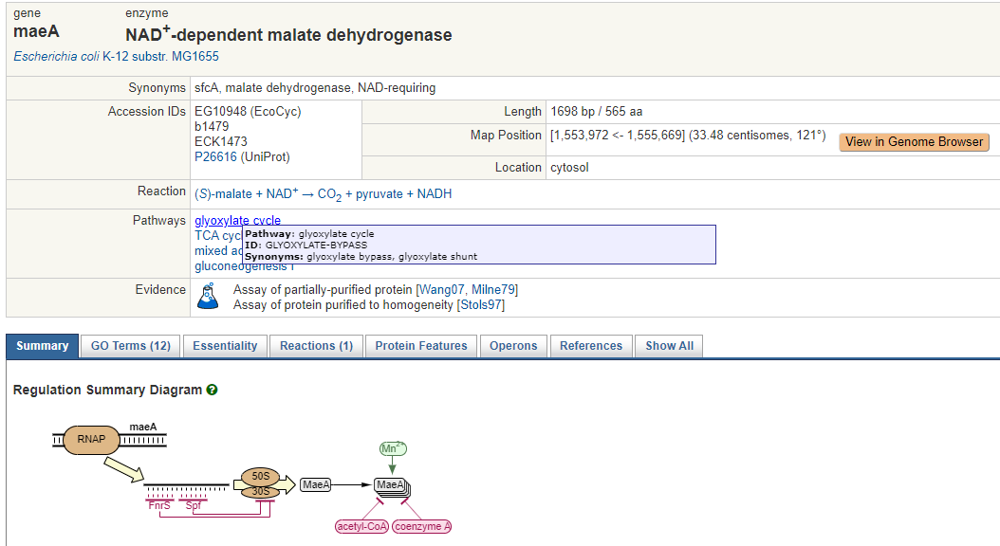 gene enzyme
maeA NAD+-dependent malate dehydrogenase
Escherichia coli K-12 substr. MG1655
Synonyms sfcA, malate dehydrogenase, NAD-requiring
Accession IDs EG10948 (EcoCyc)
b1479
ECK1473
P26616 (UniProt)
Length 1698 bp / 565 aa
Map Position [1,553,972 <- 1,555,669] (33.48 centisomes, 121°) View in Genome Browser
Location cytosol
Reaction (S)-malate + NAD+ → CO2 + pyruvate + NADH
Pathways glyoxylate cycle
TCA cyc
mixed ac
gluconeogenesis I
Pathway: glyoxylate cycle
ID: GLYOXYLATE-BYPASS
Synonyms: glyoxylate bypass, glyoxylate shunt
Evidence Assay of partially-purified protein [Wang07, Milne79]
Assay of protein purified to homogeneity [Stols97]
Summary GO Terms (12) Essentiality Reactions (1) Protein Features Operons References Show All
Regulation Summary Diagram ?
maeA
RNAP
Mn2+
50S
30S
MaeA MaeA
FnrS Spf
acetyl-CoA coenzyme A